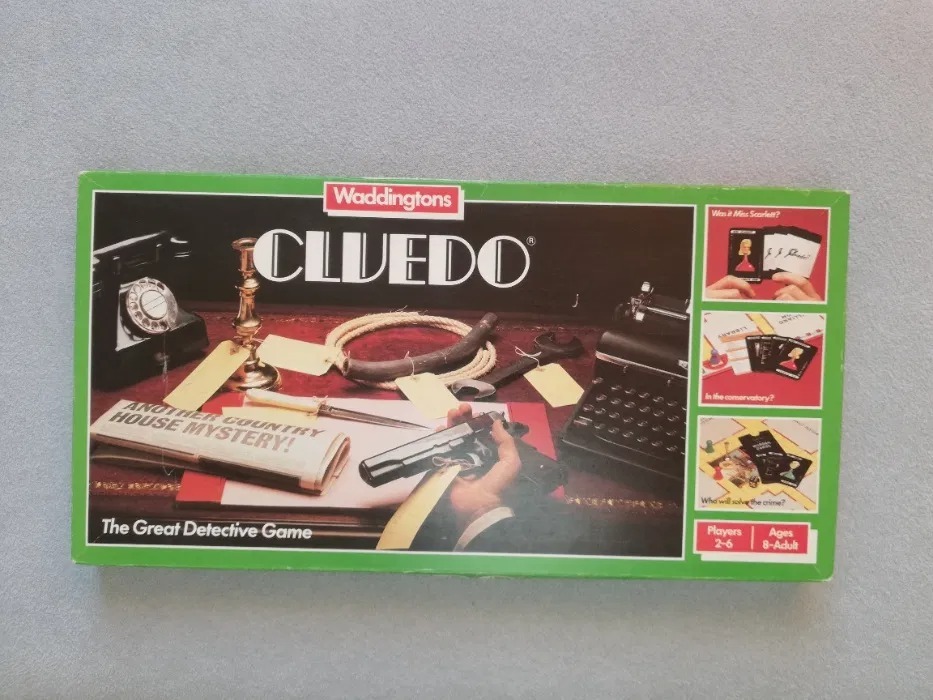 Waddingtons
CLUEDO®
ANOTHER COUNTRY
HOUSE MYSTERY!
The Great Detective Game
Was it Miss Scarlett?
LIBRARY
In the conservatory?
Who will solve the crime?
Players
2-6
Ages
8-Adult